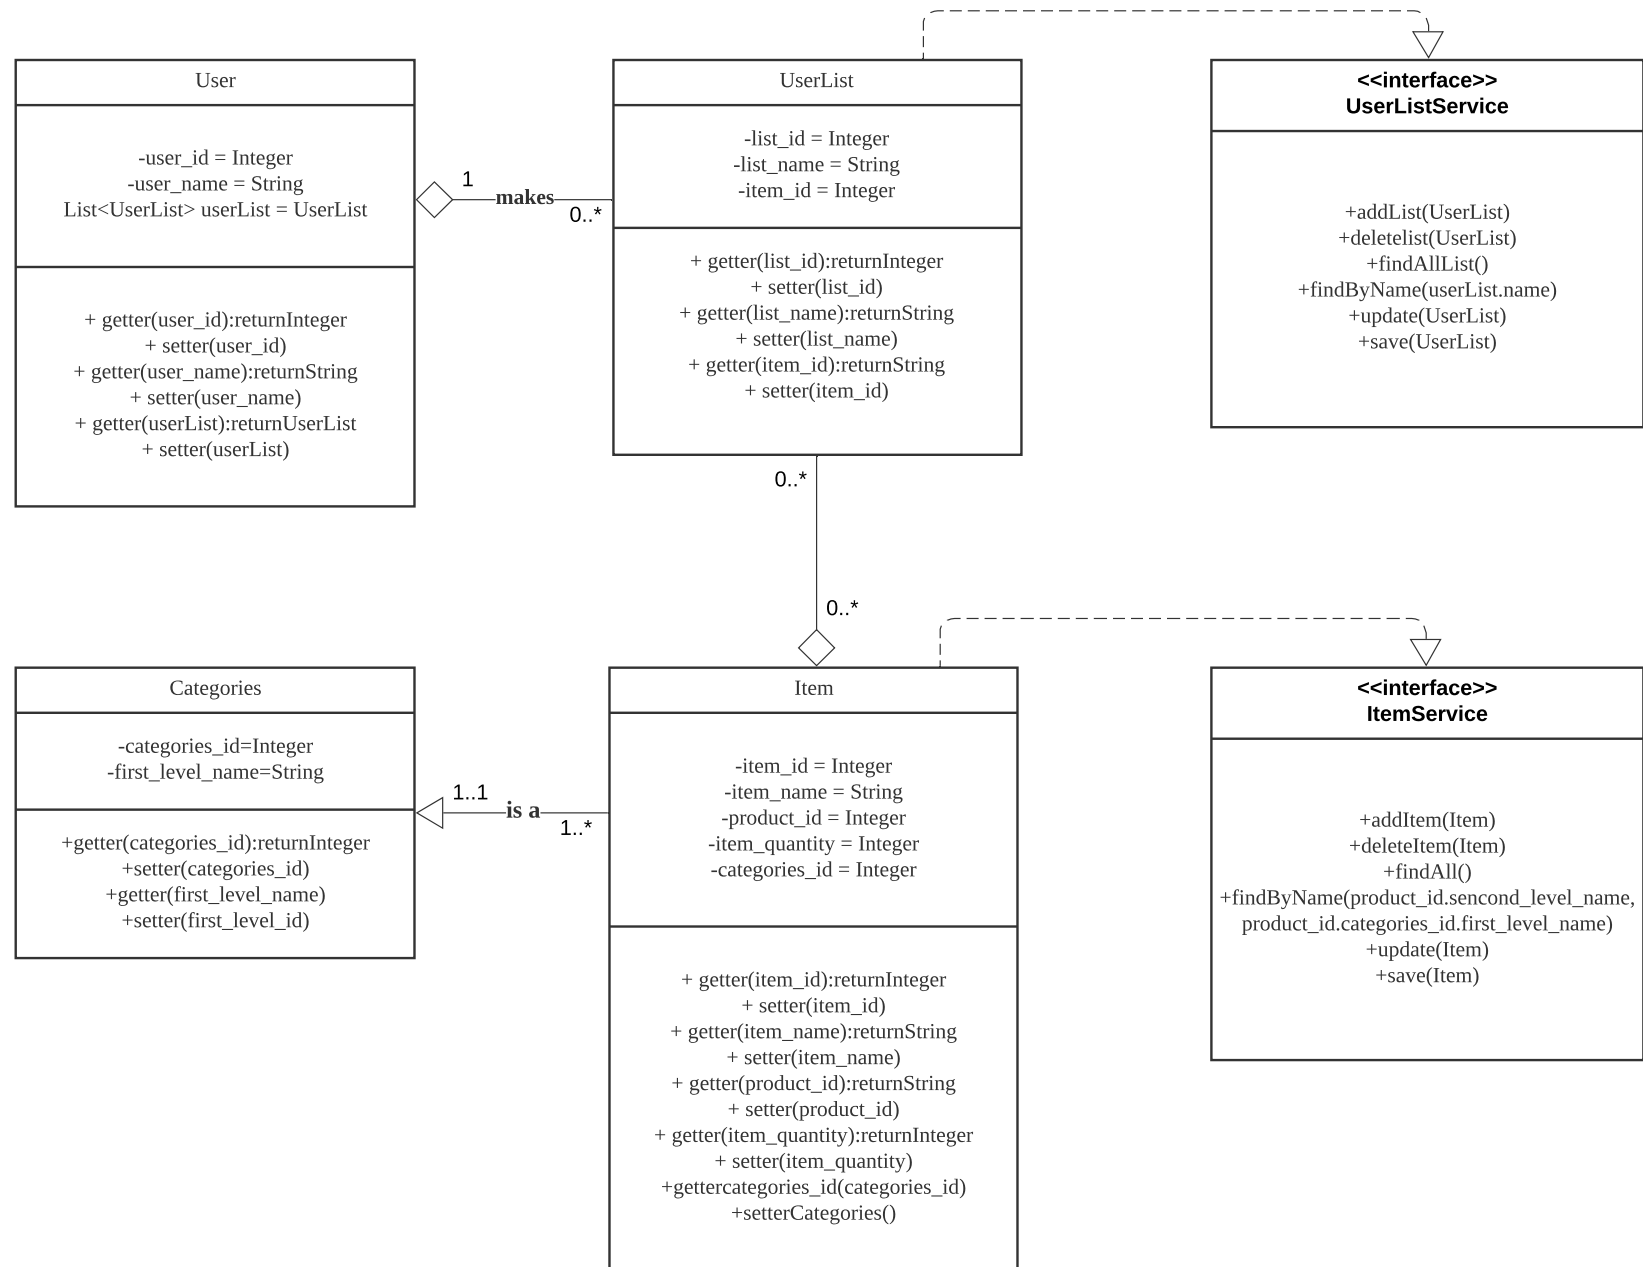 User
-user_id = Integer
-user_name = String
List<UserList> userList = UserList
+ getter(user_id):returnInteger
+ setter(user_id)
+ getter(user_name):returnString
+ setter(user_name)
+ getter(userList):returnUserList
+ setter(userList)
1
makes
0..*
UserList
-list_id = Integer
-list_name = String
-item_id = Integer
+ getter(list_id):returnInteger
+ setter(list_id)
+ getter(list_name):returnString
+ setter(list_name)
+ getter(item_id):returnString
+ setter(item_id)
<<interface>>
UserListService
+addList(UserList)
+deletelist(UserList)
+findAllList()
+findByName(userList.name)
+update(UserList)
+save(UserList)
0..*
0..*
Categories
-categories_id=Integer
-first_level_name=String
+getter(categories_id):returnInteger
+setter(categories_id)
+getter(first_level_name)
+setter(first_level_id)
1..1
is a
1..*
Item
-item_id = Integer
-item_name = String
-product_id = Integer
-item_quantity = Integer
-categories_id = Integer
+ getter(item_id):returnInteger
+ setter(item_id)
+ getter(item_name):returnString
+ setter(item_name)
+ getter(product_id):returnString
+ setter(product_id)
+ getter(item_quantity):returnInteger
+ setter(item_quantity)
+gettercategories_id(categories_id)
+setterCategories()
<<interface>>
ItemService
+addItem(Item)
+deleteItem(Item)
+findAll()
+findByName(product_id.sencond_level_name,
product_id.categories_id.first_level_name)
+update(Item)
+save(Item)